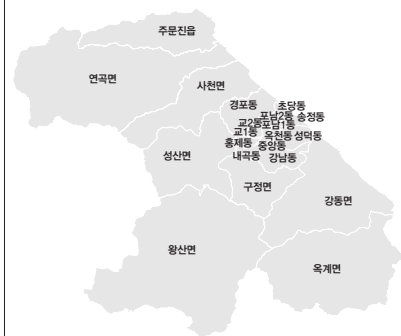 주문진읍
연곡면
사천면
경포동 초당동
포남2동 송정동
교2동 포남1동
교1동 옥천동 성덕동
홍제동 중앙동
성산면 내곡동 강남동
구정면
강동면
왕산면
옥계면